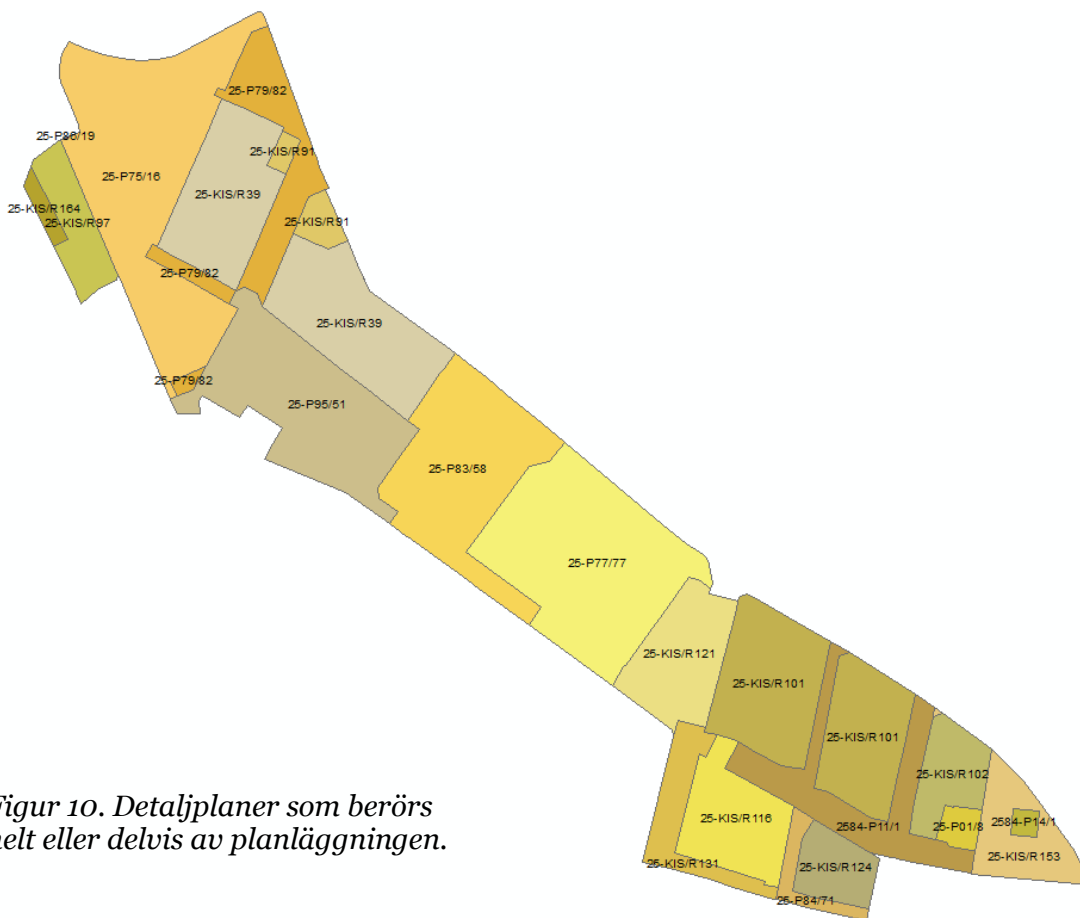 25-P79/82
25-P86/19
25-KIS/R91
25-P75/16
25-KIS/R39
25-KIS/R164
25-KIS/R97
25-KIS/R91
25-P79/82
25-KIS/R39
25-P79/82
25-P95/51
25-P83/58
25-P77/77
25-KIS/R121
25-KIS/R101
25-KIS/R101
25-KIS/R102
25-KIS/R116
2584-P11/1
25-P01/8
2584-P14/1
25-KIS/R153
25-KIS/R131
25-KIS/R124
25-P84/71
Figur 10. Detaljplaner som berörs
helt eller delvis av planläggningen.